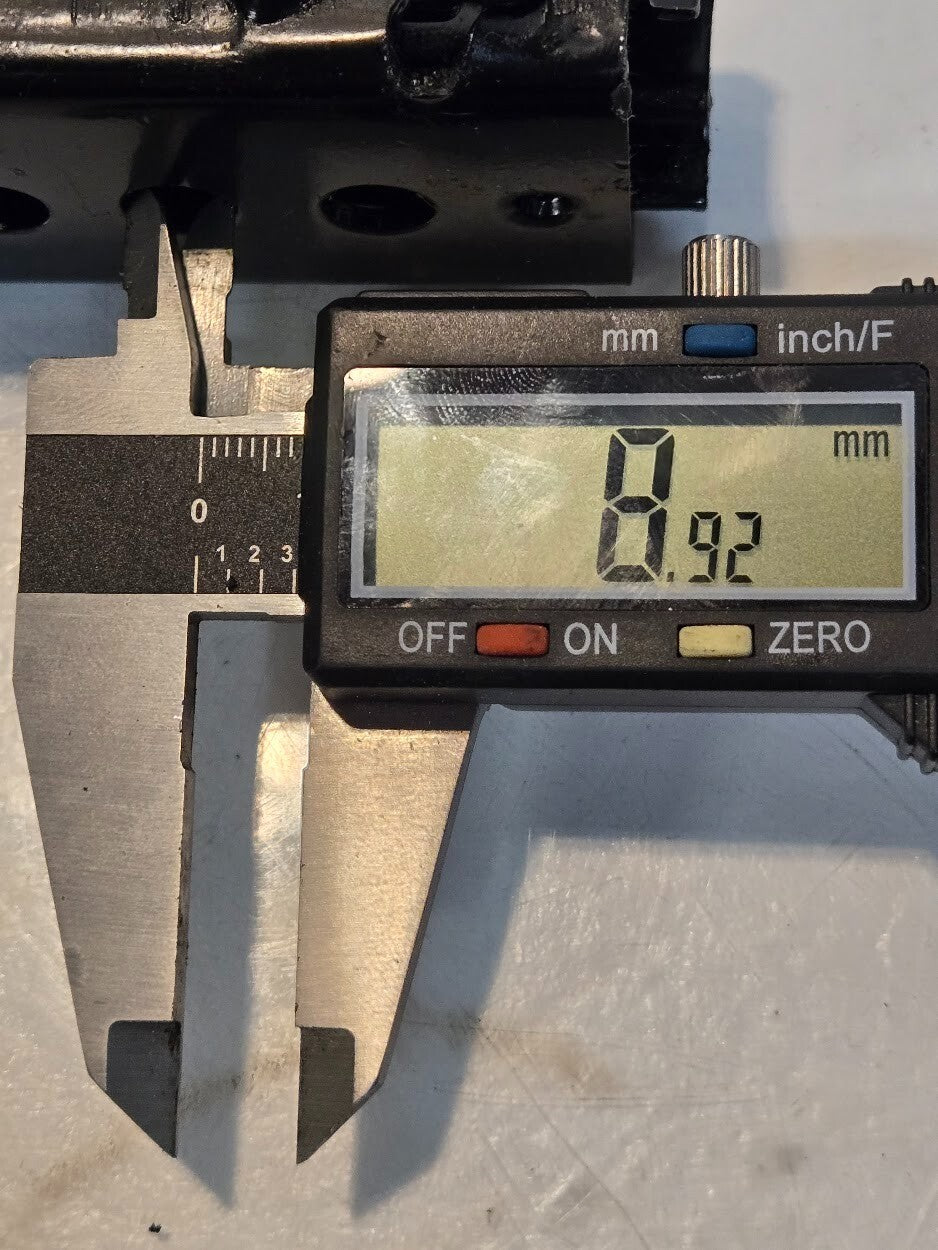 mm inch/F
mm
8.92
0
1 2 3
OFF ON ZERO